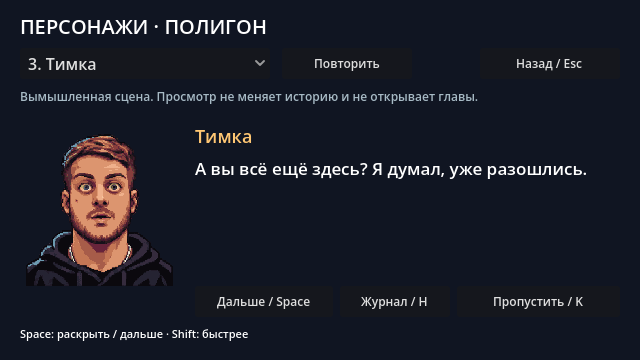 ПЕРСОНАЖИ · ПОЛИГОН
3. Тимка
Повторить
Назад / Esc
Вымышленная сцена. Просмотр не меняет историю и не открывает главы.
Тимка
А вы всё ещё здесь? Я думал, уже разошлись.
Дальше / Space
Журнал / H
Пропустить / K
Space: раскрыть / дальше · Shift: быстрее